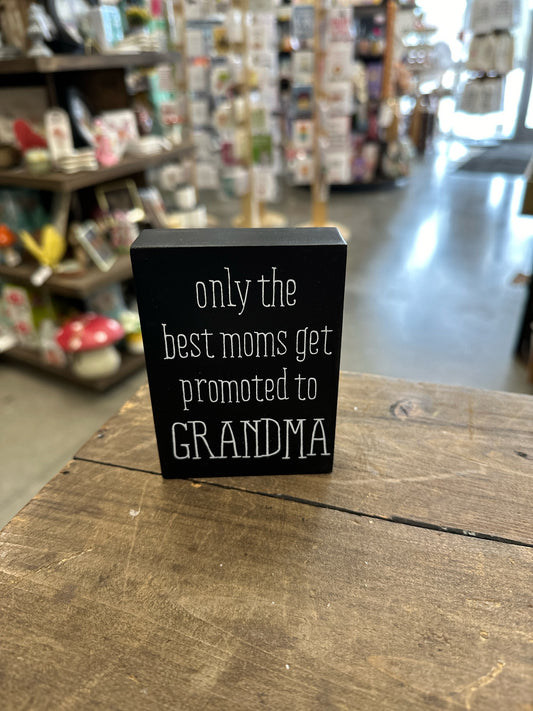 only the
best moms get
promoted to
GRANDMA